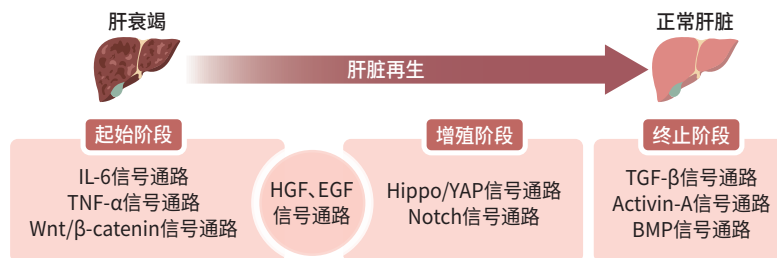 肝衰竭
正常肝脏
肝脏再生
起始阶段
IL-6信号通路
TNF-α信号通路
Wnt/β-catenin信号通路
HGF、EGF
信号通路
增殖阶段
Hippo/YAP信号通路
Notch信号通路
终止阶段
TGF-β信号通路
Activin-A信号通路
BMP信号通路